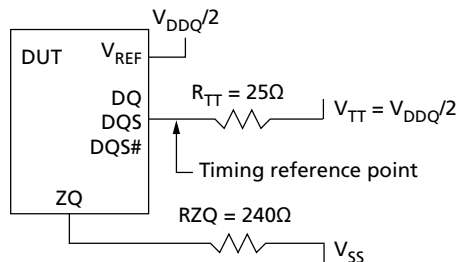 V_DDQ/2
DUT
V_REF
DQ
DQS
DQS#
R_TT = 25Ω
V_TT = V_DDQ/2
Timing reference point
ZQ
RZQ = 240Ω
V_SS